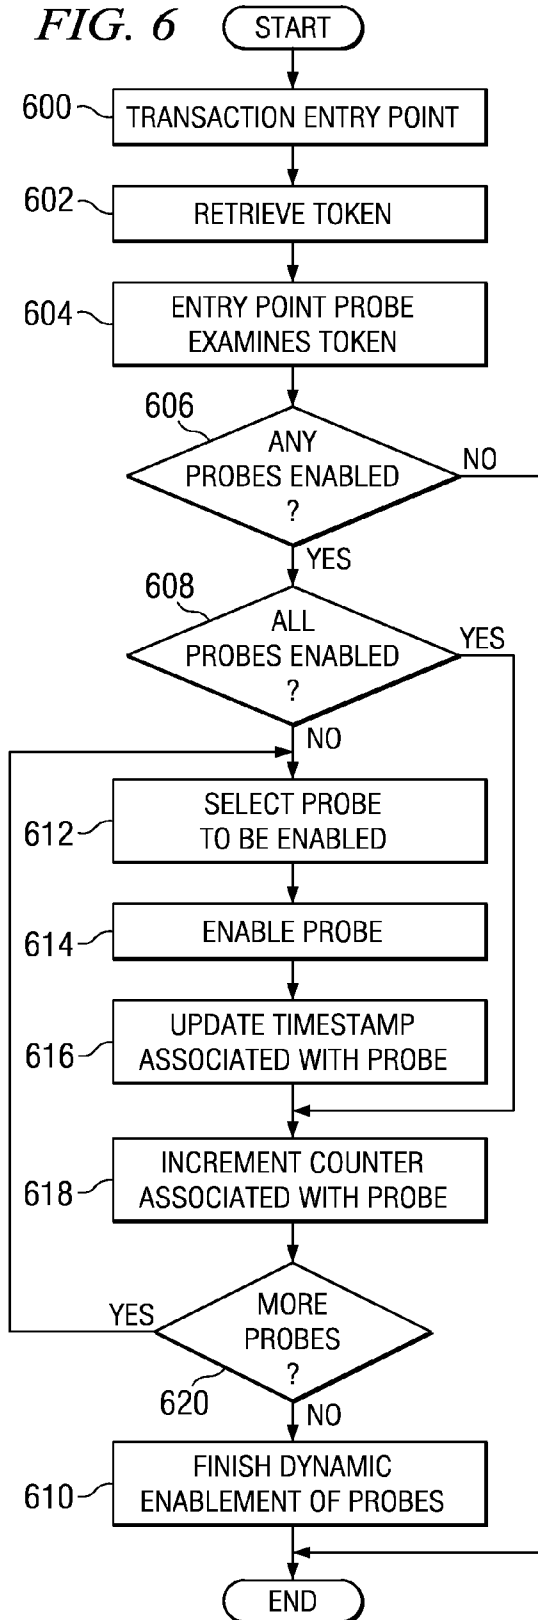 FIG. 6
START
600
TRANSACTION ENTRY POINT
602
RETRIEVE TOKEN
604
ENTRY POINT PROBE
EXAMINES TOKEN
606
ANY
PROBES ENABLED
?
NO
YES
608
ALL
PROBES ENABLED
?
YES
NO
612
SELECT PROBE
TO BE ENABLED
614
ENABLE PROBE
616
UPDATE TIMESTAMP
ASSOCIATED WITH PROBE
618
INCREMENT COUNTER
ASSOCIATED WITH PROBE
YES
MORE
PROBES
?
620
NO
610
FINISH DYNAMIC
ENABLEMENT OF PROBES
END